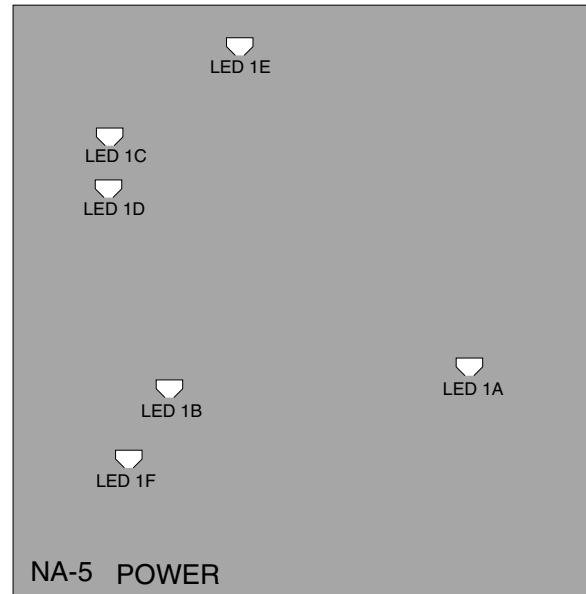 LED 1E
LED 1C
LED 1D
LED 1A
LED 1B
LED 1F
NA-5 POWER